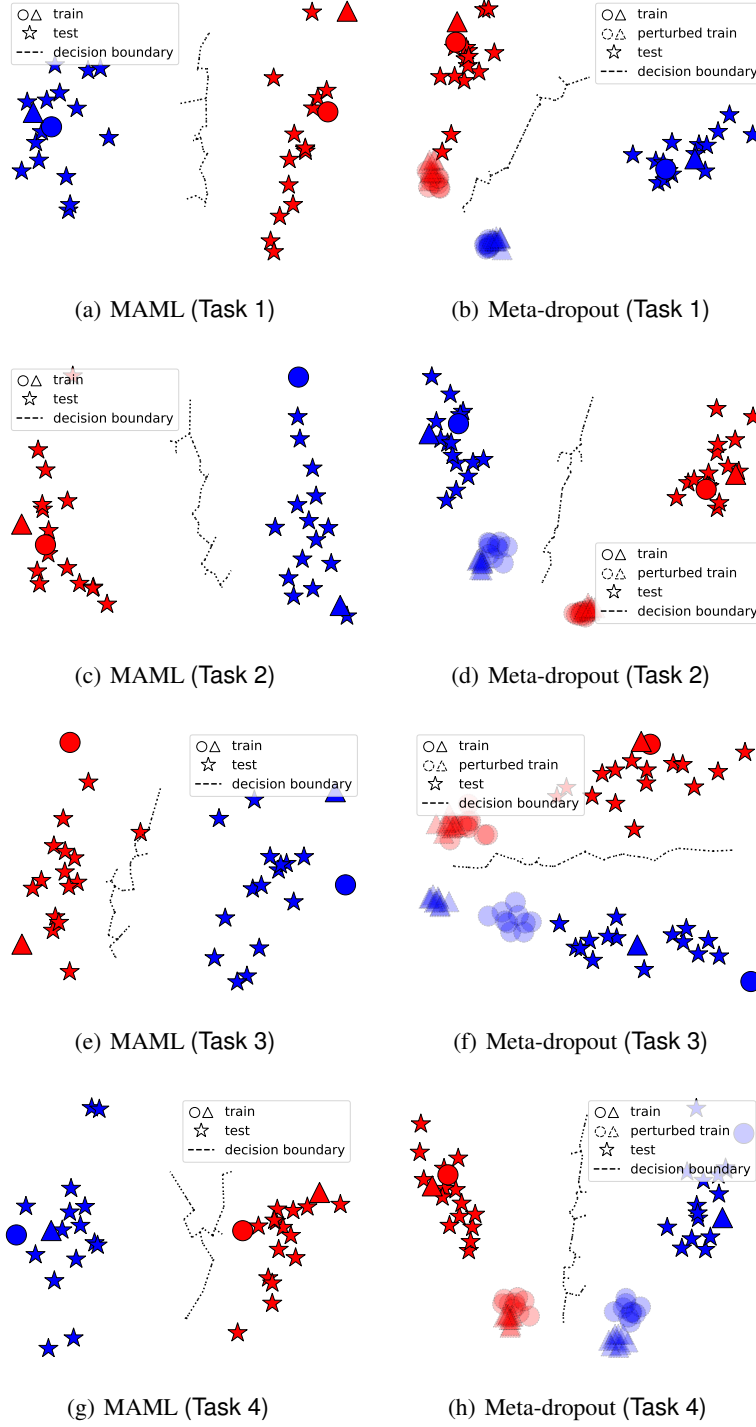 train
test
decision boundary
train
perturbed train
test
decision boundary
(a) MAML (Task 1)
(b) Meta-dropout (Task 1)
train
test
decision boundary
train
perturbed train
test
decision boundary
(c) MAML (Task 2)
(d) Meta-dropout (Task 2)
train
test
decision boundary
train
perturbed train
test
decision boundary
(e) MAML (Task 3)
(f) Meta-dropout (Task 3)
train
test
decision boundary
train
perturbed train
test
decision boundary
(g) MAML (Task 4)
(h) Meta-dropout (Task 4)